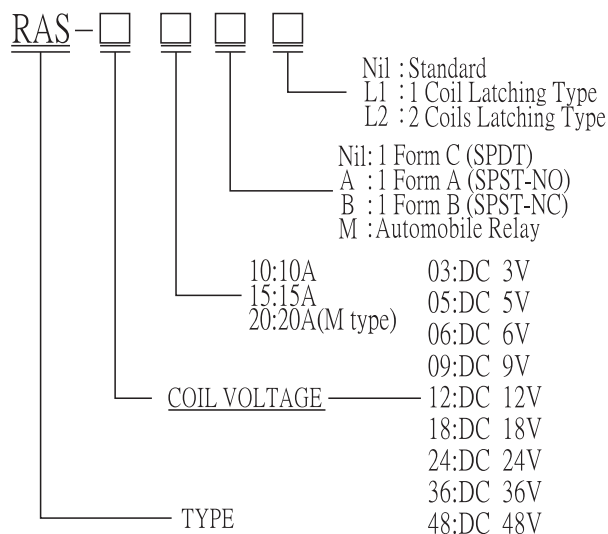 RAS-□ □ □ □
Nil :Standard
L1 :1 Coil Latching Type
L2 :2 Coils Latching Type
Nil:1 Form C (SPDT)
A :1 Form A (SPST-NO)
B :1 Form B (SPST-NC)
M :Automobile Relay
10:10A
15:15A
20:20A(M type)
03:DC 3V
05:DC 5V
06:DC 6V
09:DC 9V
COIL VOLTAGE
12:DC 12V
18:DC 18V
24:DC 24V
36:DC 36V
48:DC 48V
TYPE